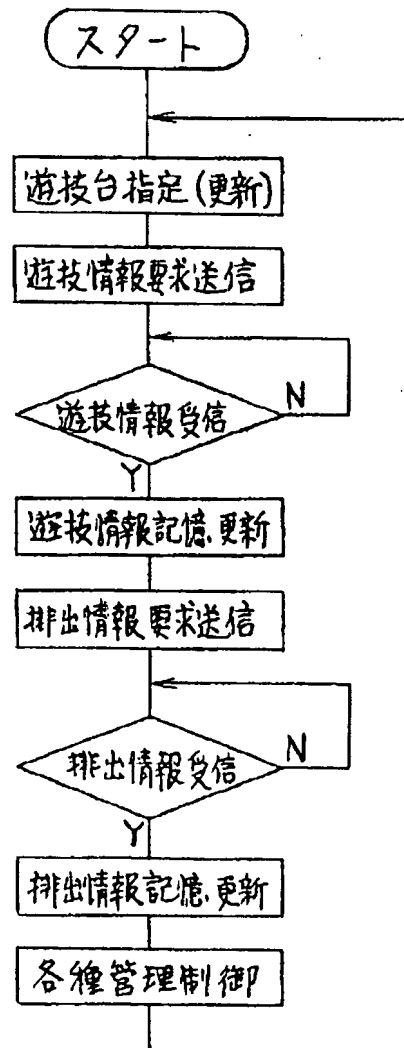 スタート
遊技台指定(更新)
遊技情報要求送信
遊技情報受信
N
Y
遊技情報記憶、更新
排出情報要求送信
排出情報受信
N
Y
排出情報記憶、更新
各種管理制御